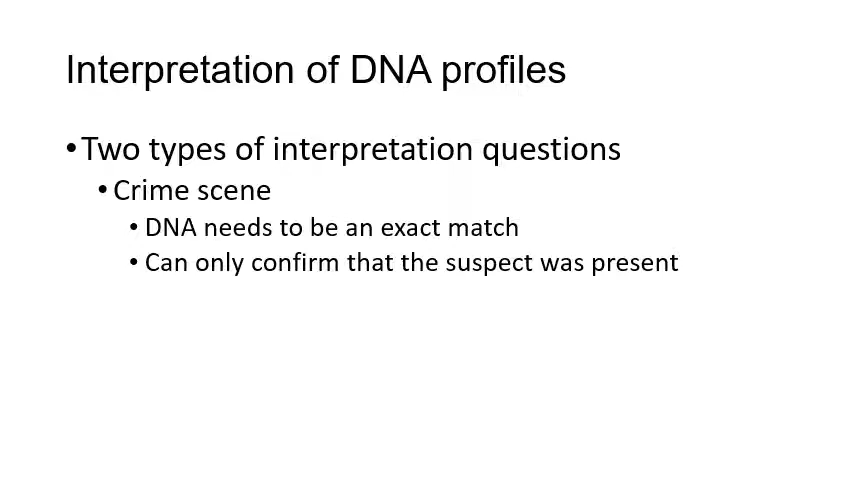 Interpretation of DNA profiles
•Two types of interpretation questions
• Crime scene
• DNA needs to be an exact match
• Can only confirm that the suspect was present